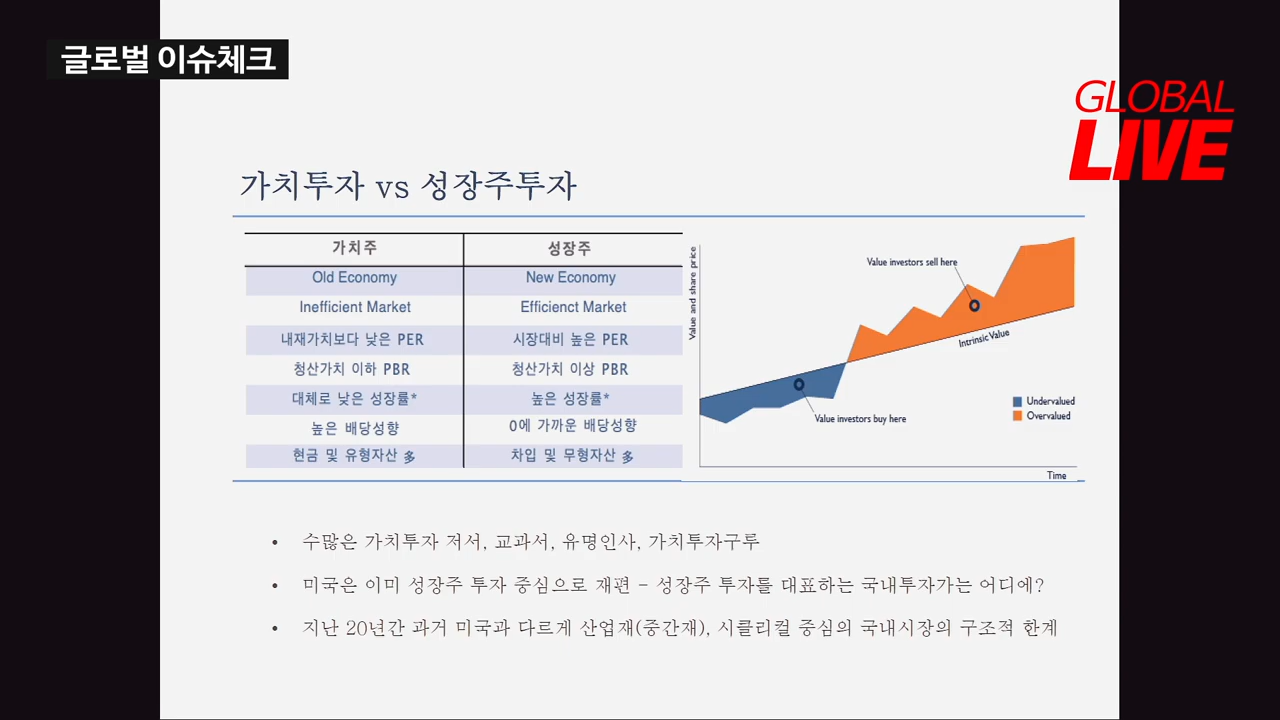 글로벌 이슈체크
GLOBAL
LIVE
가치투자 vs 성장주투자
가치주 성장주
Old Economy New Economy
Inefficient Market Efficienct Market
내재가치보다 낮은 PER 시장대비 높은 PER
청산가치 이하 PBR 청산가치 이상 PBR
대체로 낮은 성장률* 높은 성장률*
높은 배당성향 0에 가까운 배당성향
현금 및 유형자산 多 차입 및 무형자산 多
Value and share price
Value investors sell here
Intrinsic Value
Undervalued
Overvalued
Value investors buy here
Time
• 수많은 가치투자 저서, 교과서, 유명인사, 가치투자구루
• 미국은 이미 성장주 투자 중심으로 재편 - 성장주 투자를 대표하는 국내투자가는 어디에?
• 지난 20년간 과거 미국과 다르게 산업재(중간재), 시클리컬 중심의 국내시장의 구조적 한계